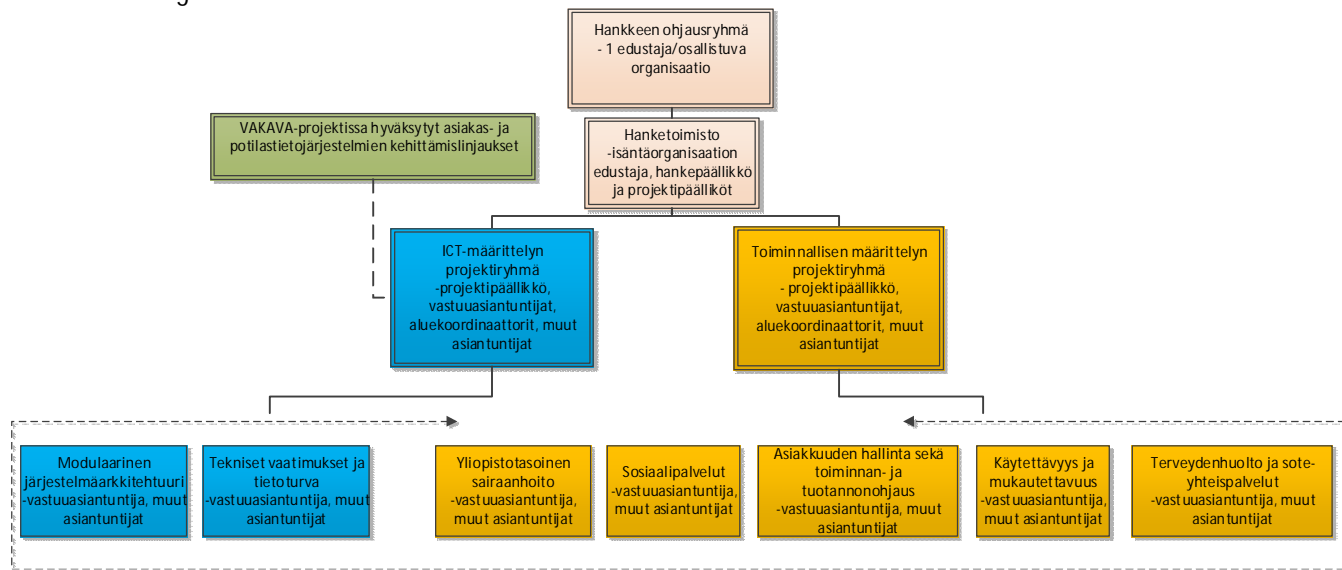 Hankkeen ohjausryhmä
- 1 edustaja/osallistuva
organisaatio
VAKAVA-projektissa hyväksytyt asiakas- ja
potilastietojärjestelmien kehittämislinjaukset
Hanketoimisto
-isäntäorganisaation
edustaja, hankepäällikkö
ja projektipäälliköt
ICT-määrittelyn
projektiryhmä
-projektipäällikkö,
vastuuasiantuntijat,
aluekoordinaattorit, muut
asiantuntijat
Toiminnallisen määrittelyn
projektiryhmä
- projektipäällikkö,
vastuuasiantuntijat,
aluekoordinaattorit, muut
asiantuntijat
Modulaarinen
järjestelmäarkkitehtuuri
-vastuuasiantuntija, muut
asiantuntijat
Tekniset vaatimukset ja
tietoturva
-vastuuasiantuntija, muut
asiantuntijat
Yliopistotasoinen
sairaanhoito
-vastuuasiantuntija,
muut asiantuntijat
Sosiaalipalvelut
-vastuuasiantuntija,
muut asiantuntijat
Asiakkuuden hallinta sekä
toiminnan- ja
tuotannonohjaus
-vastuuasiantuntija, muut
asiantuntijat
Käytettävyys ja
mukautettavuus
-vastuuasiantuntija,
muut asiantuntijat
Terveydenhuolto ja sote-
yhteispalvelut
-vastuuasiantuntija, muut
asiantuntijat